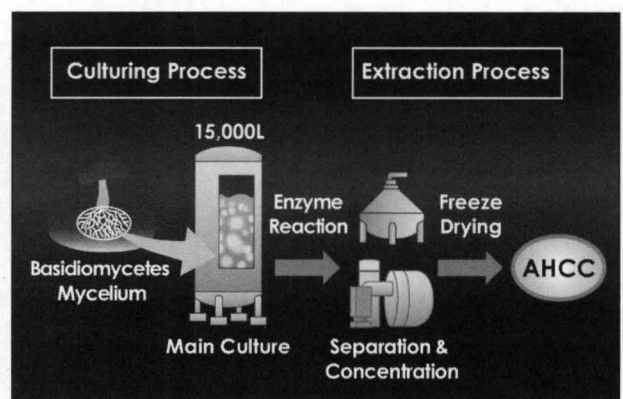 Culturing Process
Extraction Process
15,000L
Basidiomycetes
Mycelium
Main Culture
Enzyme
Reaction
Separation &
Concentration
Freeze
Drying
AHCC